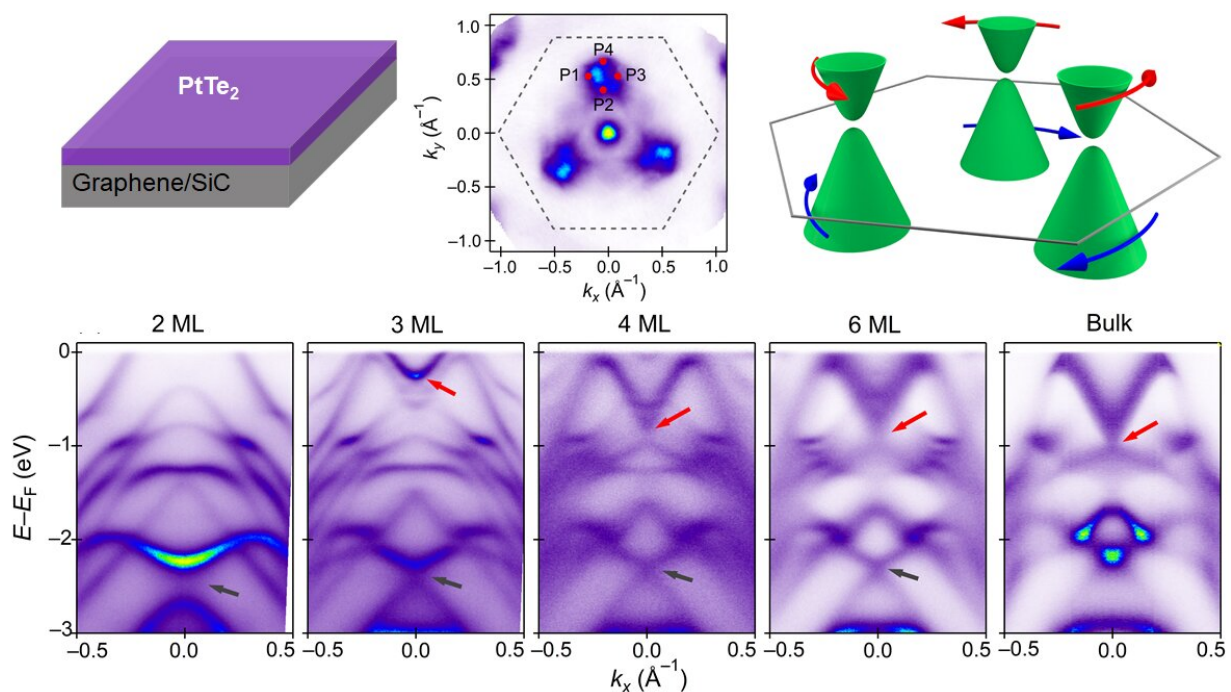 PtTe2
Graphene/SiC
1.0
0.5
0.0
−0.5
−1.0
ky (Å−1)
P4
P1
P3
P2
−1.0 −0.5 0.0 0.5 1.0
kx (Å−1)
2 ML 3 ML 4 ML 6 ML Bulk
0
−1
−2
−3
E−EF (eV)
−0.5 0.0 0.5 −0.5 0.0 0.5 −0.5 0.0 0.5 −0.5 0.0 0.5 −0.5 0.0 0.5
kx (Å−1)